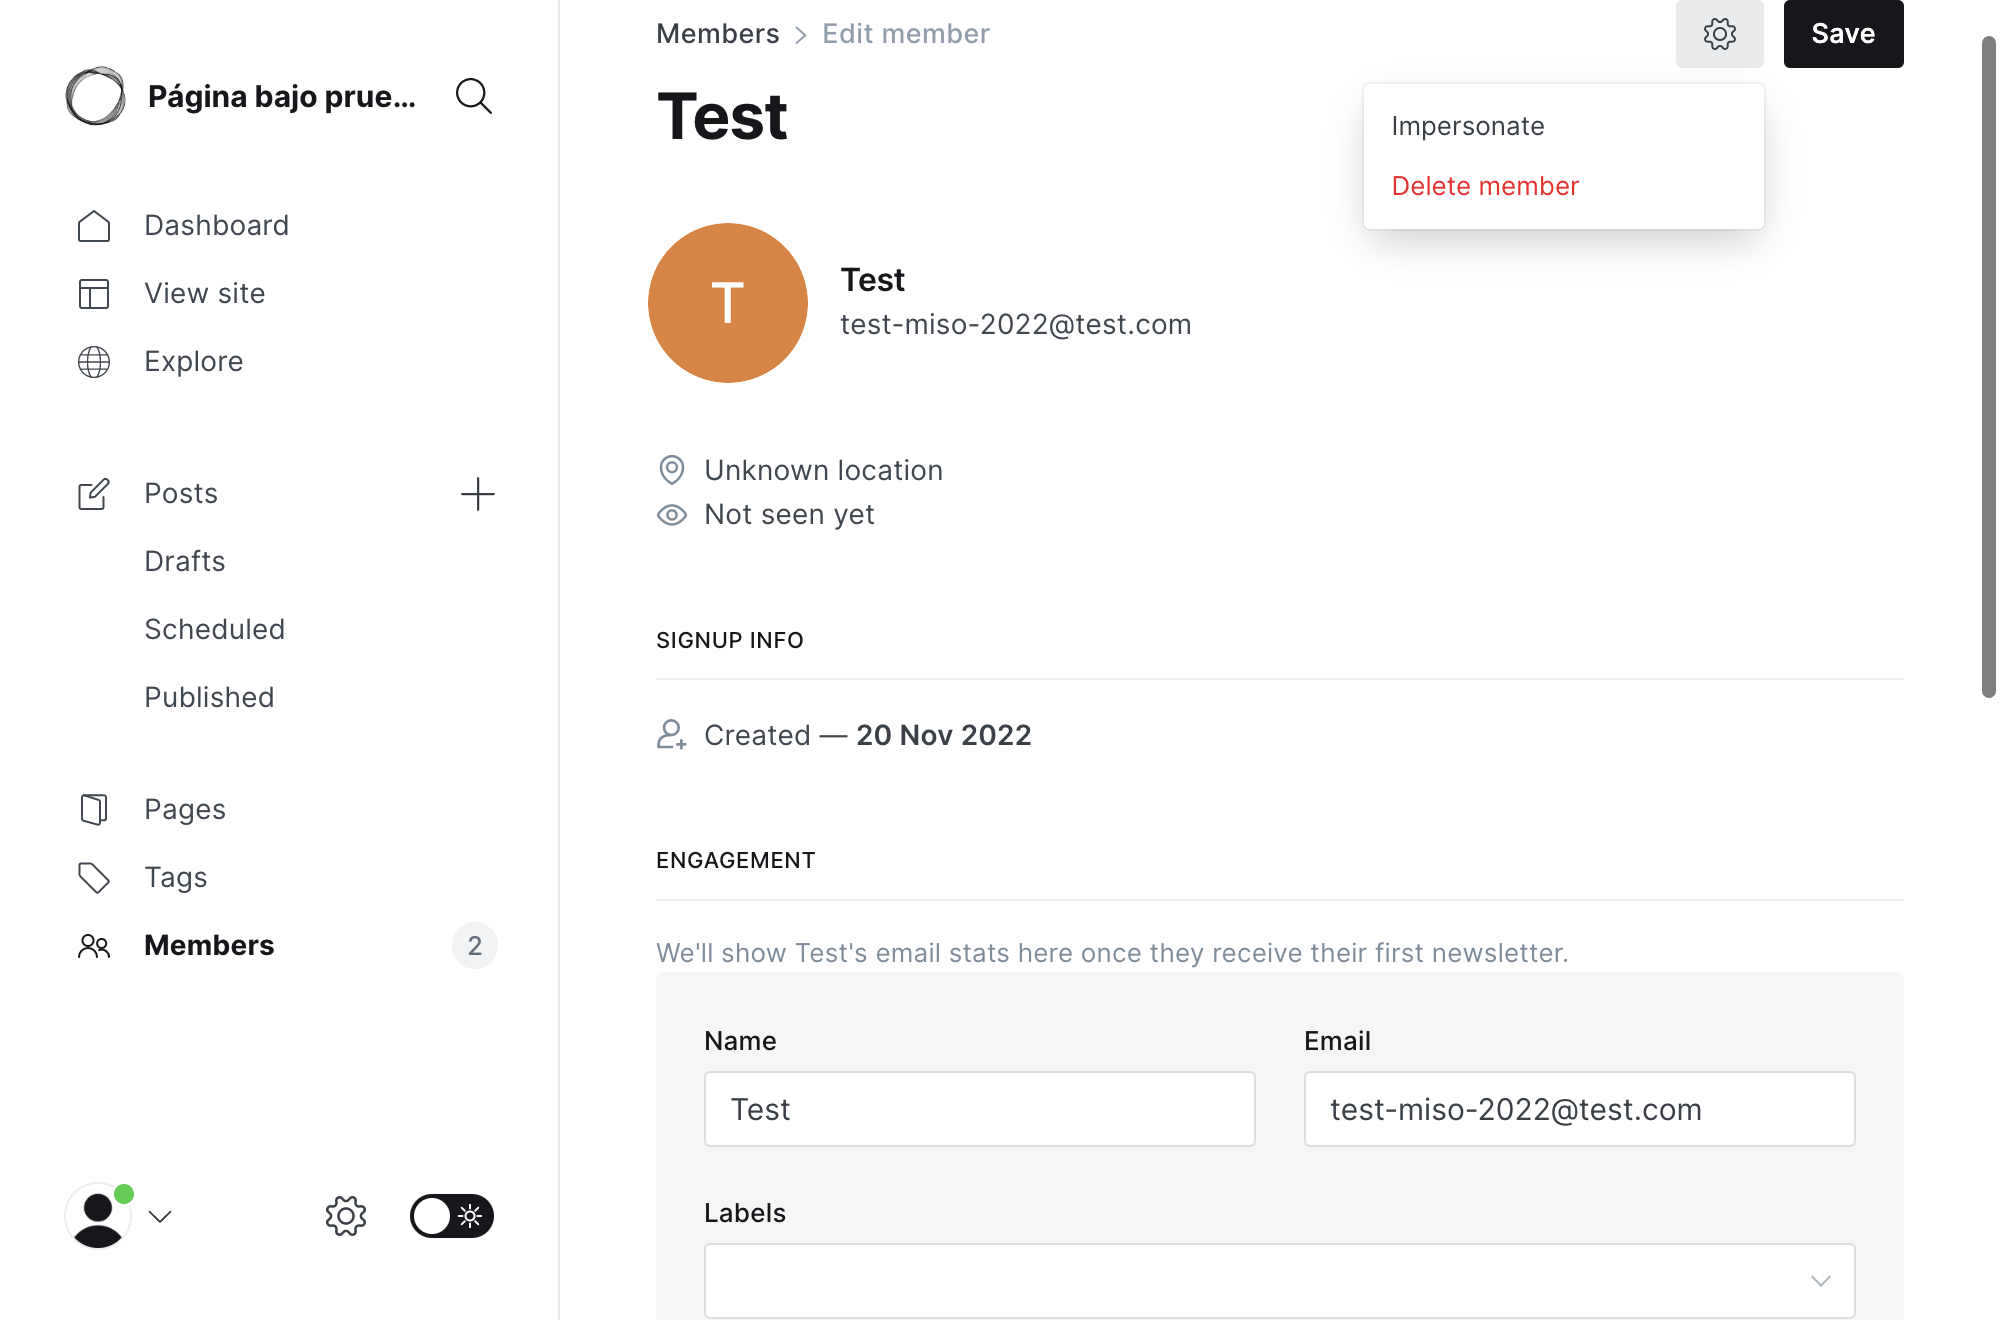 Página bajo prue...
Dashboard
View site
Explore
Posts
Drafts
Scheduled
Published
Pages
Tags
Members 2
Members > Edit member
Save
Test
Impersonate
Delete member
T
Test
test-miso-2022@test.com
Unknown location
Not seen yet
SIGNUP INFO
Created — 20 Nov 2022
ENGAGEMENT
We'll show Test's email stats here once they receive their first newsletter.
Name
Test
Email
test-miso-2022@test.com
Labels